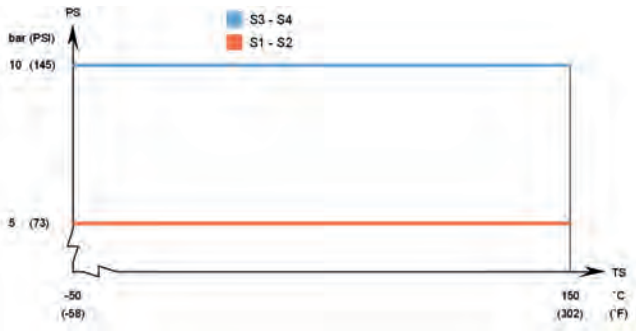 PS
S3 - S4
bar (PSI)
S1 - S2
10 (145)
5 (73)
TS
-50 150 °C
(-58) (302) (°F)